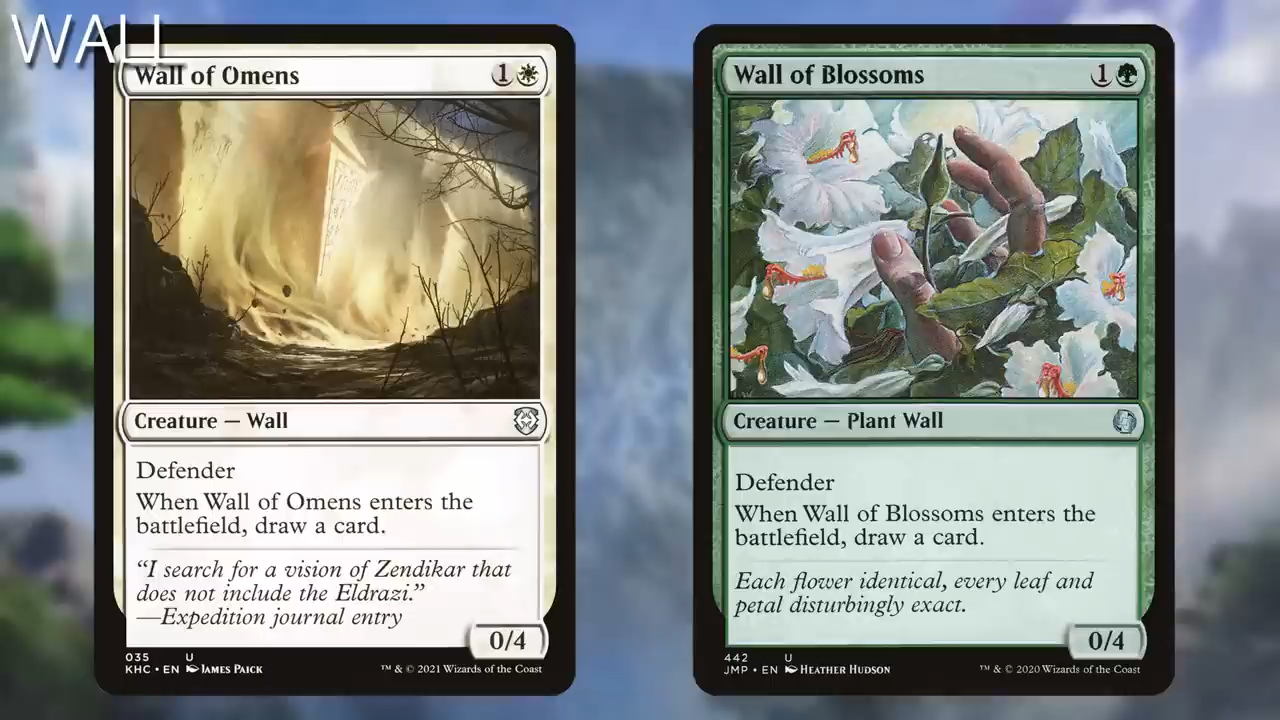 WALL
Wall of Omens 1
Creature — Wall
Defender
When Wall of Omens enters the
battlefield, draw a card.
“I search for a vision of Zendikar that
does not include the Eldrazi.”
—Expedition journal entry
0/4
035 U
KHC • EN JAMES PAICK ™ & © 2021 Wizards of the Coast
Wall of Blossoms 1
Creature — Plant Wall
Defender
When Wall of Blossoms enters the
battlefield, draw a card.
Each flower identical, every leaf and
petal disturbingly exact.
0/4
442 U
JMP • EN HEATHER HUDSON ™ & © 2020 Wizards of the Coast